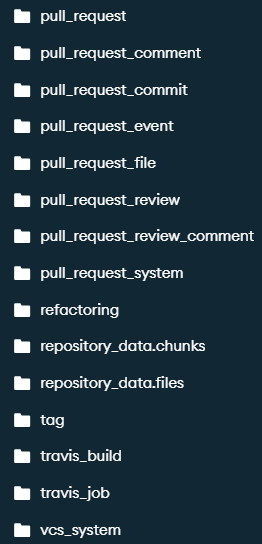 pull_request
pull_request_comment
pull_request_commit
pull_request_event
pull_request_file
pull_request_review
pull_request_review_comment
pull_request_system
refactoring
repository_data.chunks
repository_data.files
tag
travis_build
travis_job
vcs_system